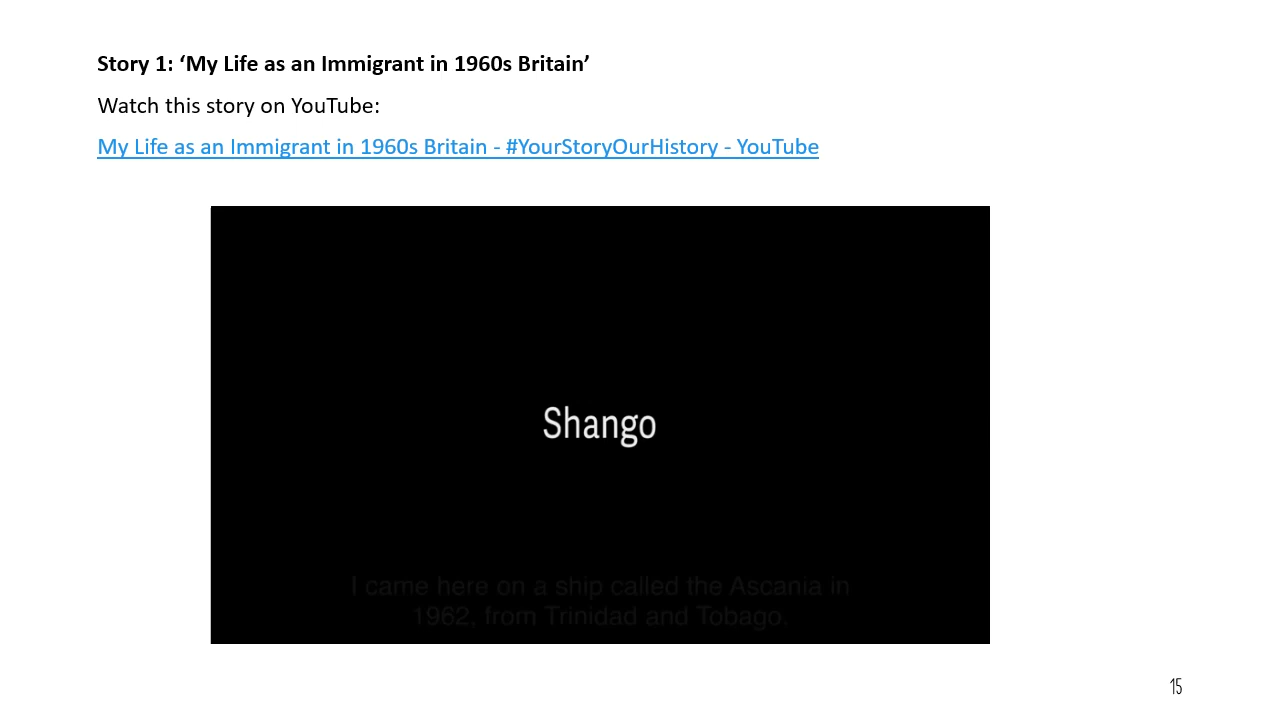 Story 1: ‘My Life as an Immigrant in 1960s Britain’
Watch this story on YouTube:
My Life as an Immigrant in 1960s Britain - #YourStoryOurHistory - YouTube
Shango
I came here on a ship called the Ascania in
1962, from Trinidad and Tobago.
15